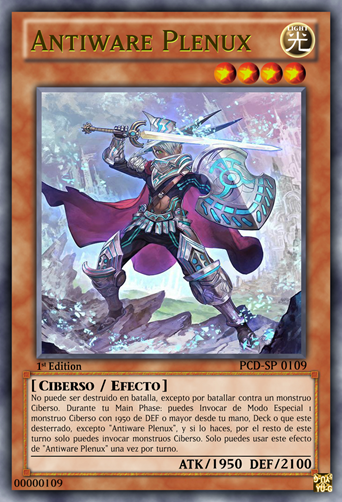 Antiware Plenux
LIGHT
光
1st Edition
PCD-SP 0109
[ Ciberso / Efecto ]
No puede ser destruido en batalla, excepto por batallar contra un monstruo
Ciberso. Durante tu Main Phase: puedes Invocar de Modo Especial 1
monstruo Ciberso con 1950 de DEF o mayor desde tu mano, Deck o que este
desterrado, excepto "Antiware Plenux", y si lo haces, por el resto de este
turno solo puedes invocar monstruos Ciberso. Solo puedes usar este efecto
de "Antiware Plenux" una vez por turno.
ATK/1950 DEF/2100
00000109